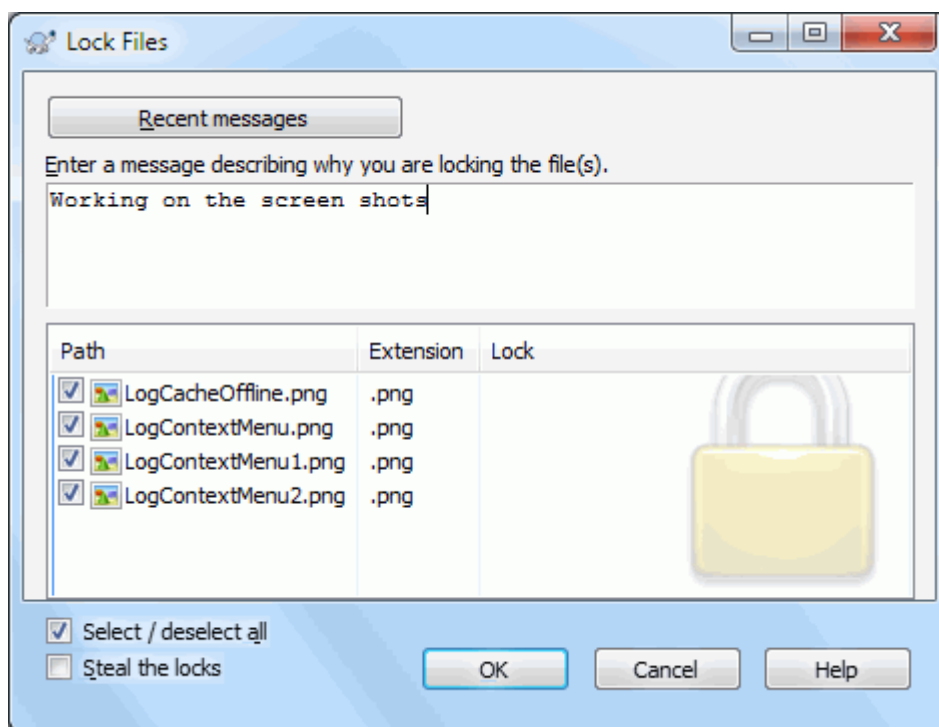 Lock Files
Recent messages
Enter a message describing why you are locking the file(s).
Working on the screen shots
Path Extension Lock
LogCacheOffline.png .png
LogContextMenu.png .png
LogContextMenu1.png .png
LogContextMenu2.png .png
Select / deselect all
Steal the locks
OK Cancel Help